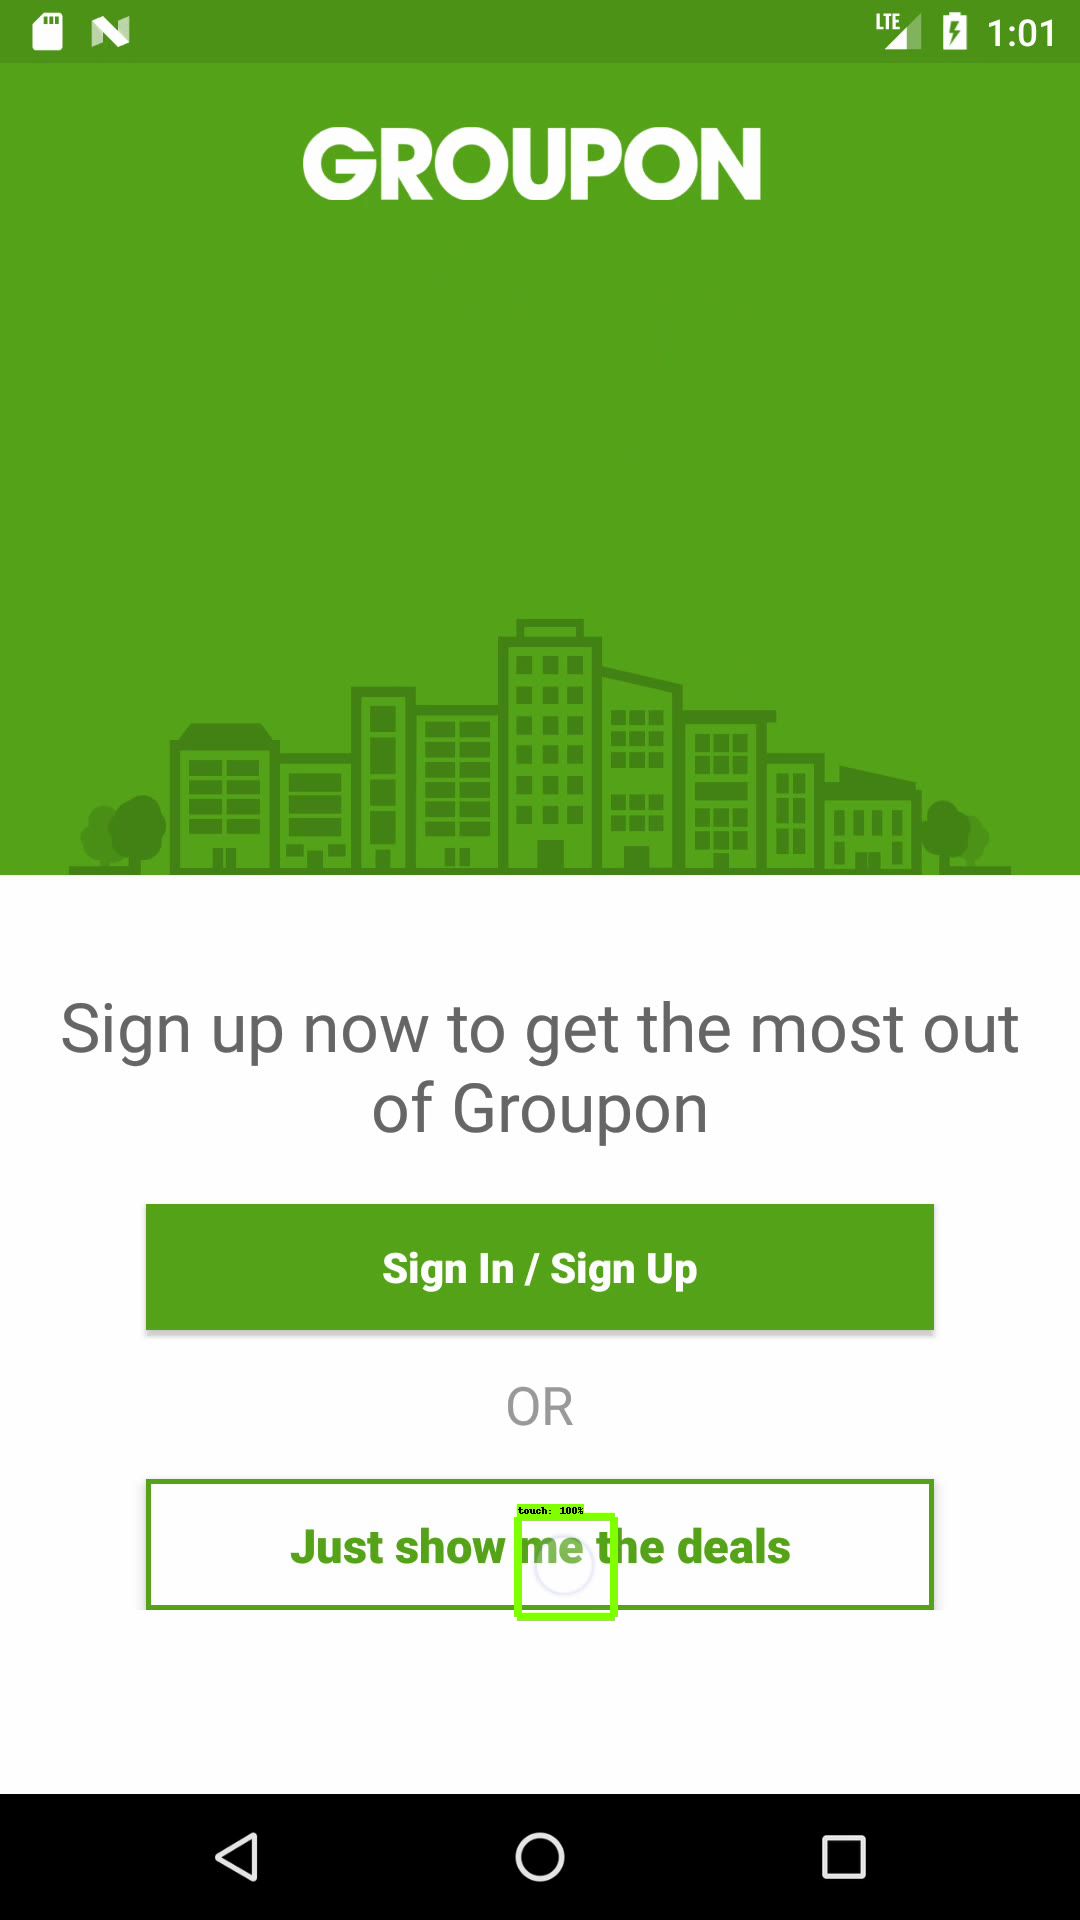 LTE 1:01
GROUPON
Sign up now to get the most out
of Groupon
Sign In / Sign Up
OR
touch: 100%
Just show me the deals